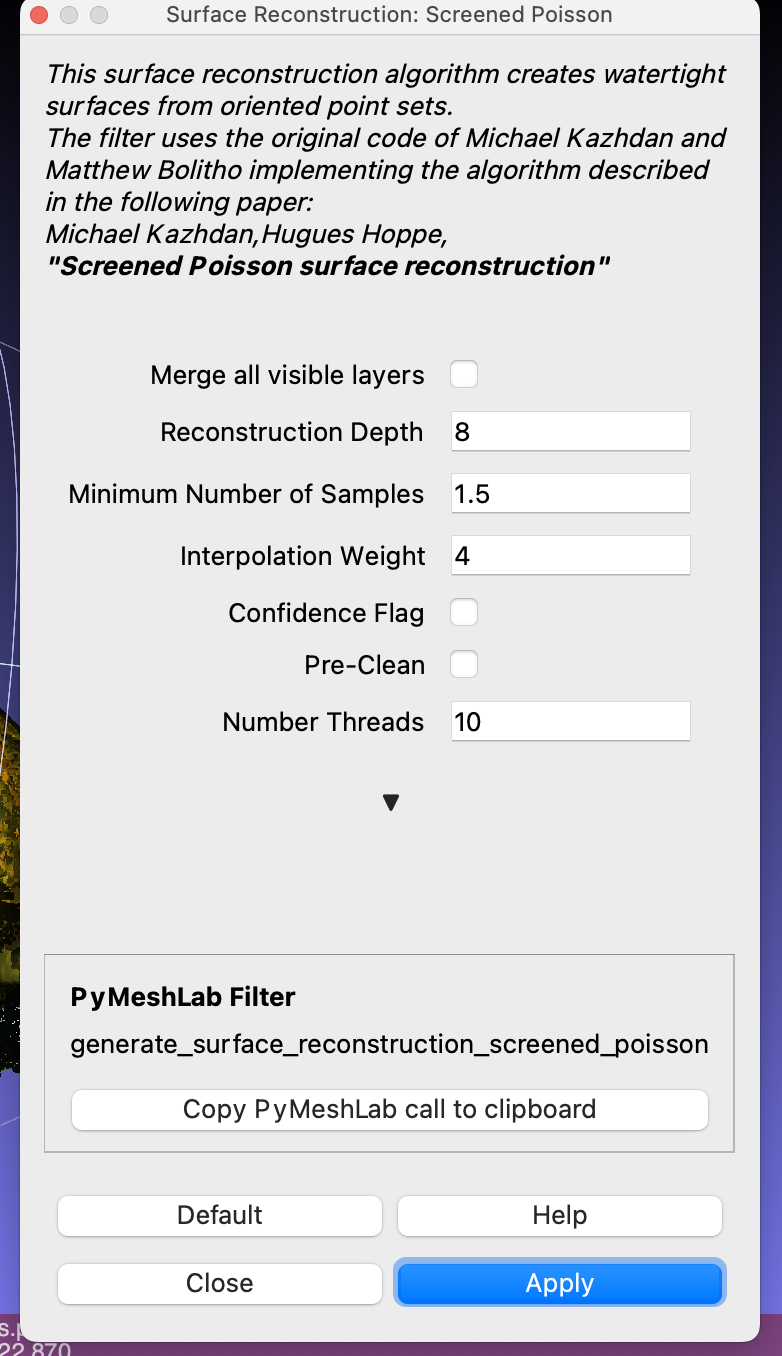 Surface Reconstruction: Screened Poisson
This surface reconstruction algorithm creates watertight
surfaces from oriented point sets.
The filter uses the original code of Michael Kazhdan and
Matthew Bolitho implementing the algorithm described
in the following paper:
Michael Kazhdan,Hugues Hoppe,
"Screened Poisson surface reconstruction"
Merge all visible layers
Reconstruction Depth 8
Minimum Number of Samples 1.5
Interpolation Weight 4
Confidence Flag
Pre-Clean
Number Threads 10
PyMeshLab Filter
generate_surface_reconstruction_screened_poisson
Copy PyMeshLab call to clipboard
Default Help
Close Apply
22,870